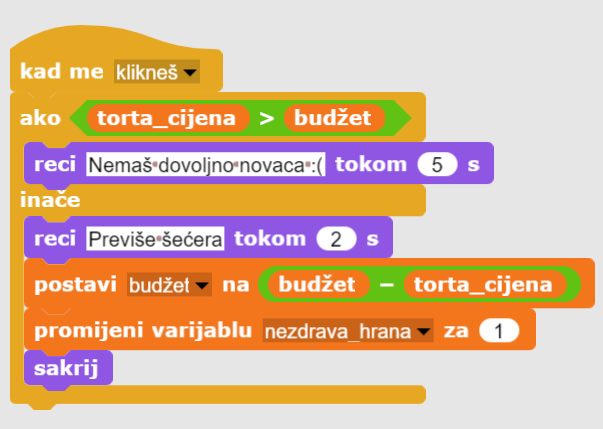 kad me klikneš
ako torta_cijena > budžet
reci Nemaš dovoljno novaca :( tokom 5 s
inače
reci Previše šećera tokom 2 s
postavi budžet na budžet − torta_cijena
promijeni varijablu nezdrava_hrana za 1
sakrij